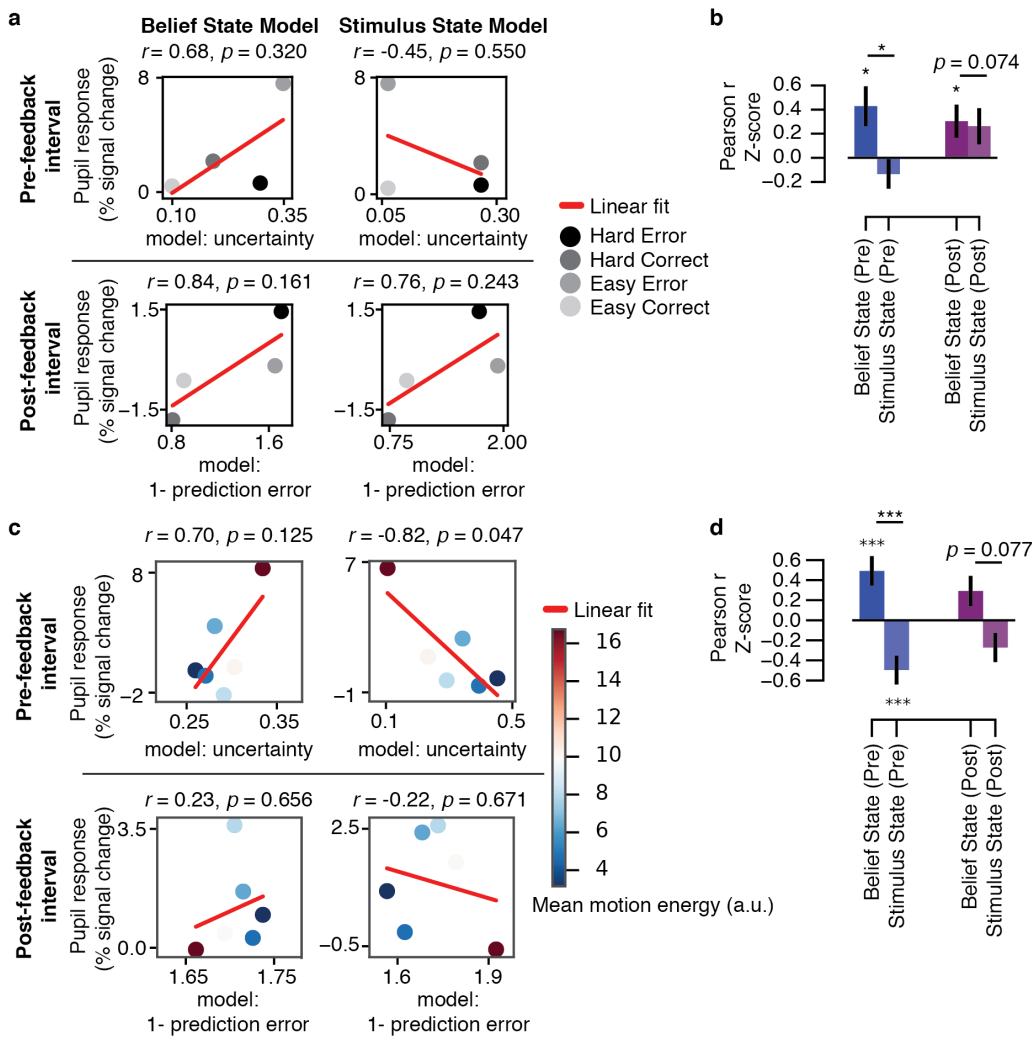 a
Belief State Model
Stimulus State Model
r = 0.68, p = 0.320
r = -0.45, p = 0.550
Pre-feedback
interval
Pupil response
(% signal change)
8
0
0.10
0.35
model: uncertainty
8
0
0.05
0.30
model: uncertainty
Linear fit
Hard Error
Hard Correct
Easy Error
Easy Correct
r = 0.84, p = 0.161
r = 0.76, p = 0.243
Post-feedback
interval
Pupil response
(% signal change)
1.5
−1.5
0.8
1.6
model:
1- prediction error
1.5
−1.5
0.75
2.00
model:
1- prediction error
b
*
*
p = 0.074
*
Pearson r
Z-score
0.6
0.4
0.2
0.0
−0.2
Belief State (Pre)
Stimulus State (Pre)
Belief State (Post)
Stimulus State (Post)
c
r = 0.70, p = 0.125
r = -0.82, p = 0.047
Pre-feedback
interval
Pupil response
(% signal change)
8
−2
0.25
0.35
model: uncertainty
7
−1
0.1
0.5
model: uncertainty
Linear fit
16
14
12
10
8
6
4
Mean motion energy (a.u.)
r = 0.23, p = 0.656
r = -0.22, p = 0.671
Post-feedback
interval
Pupil response
(% signal change)
3.5
0.0
1.65
1.75
model:
1- prediction error
2.5
−0.5
1.6
1.9
model:
1- prediction error
d
***
***
p = 0.077
Pearson r
Z-score
0.6
0.4
0.2
0.0
−0.2
−0.4
−0.6
***
Belief State (Pre)
Stimulus State (Pre)
Belief State (Post)
Stimulus State (Post)